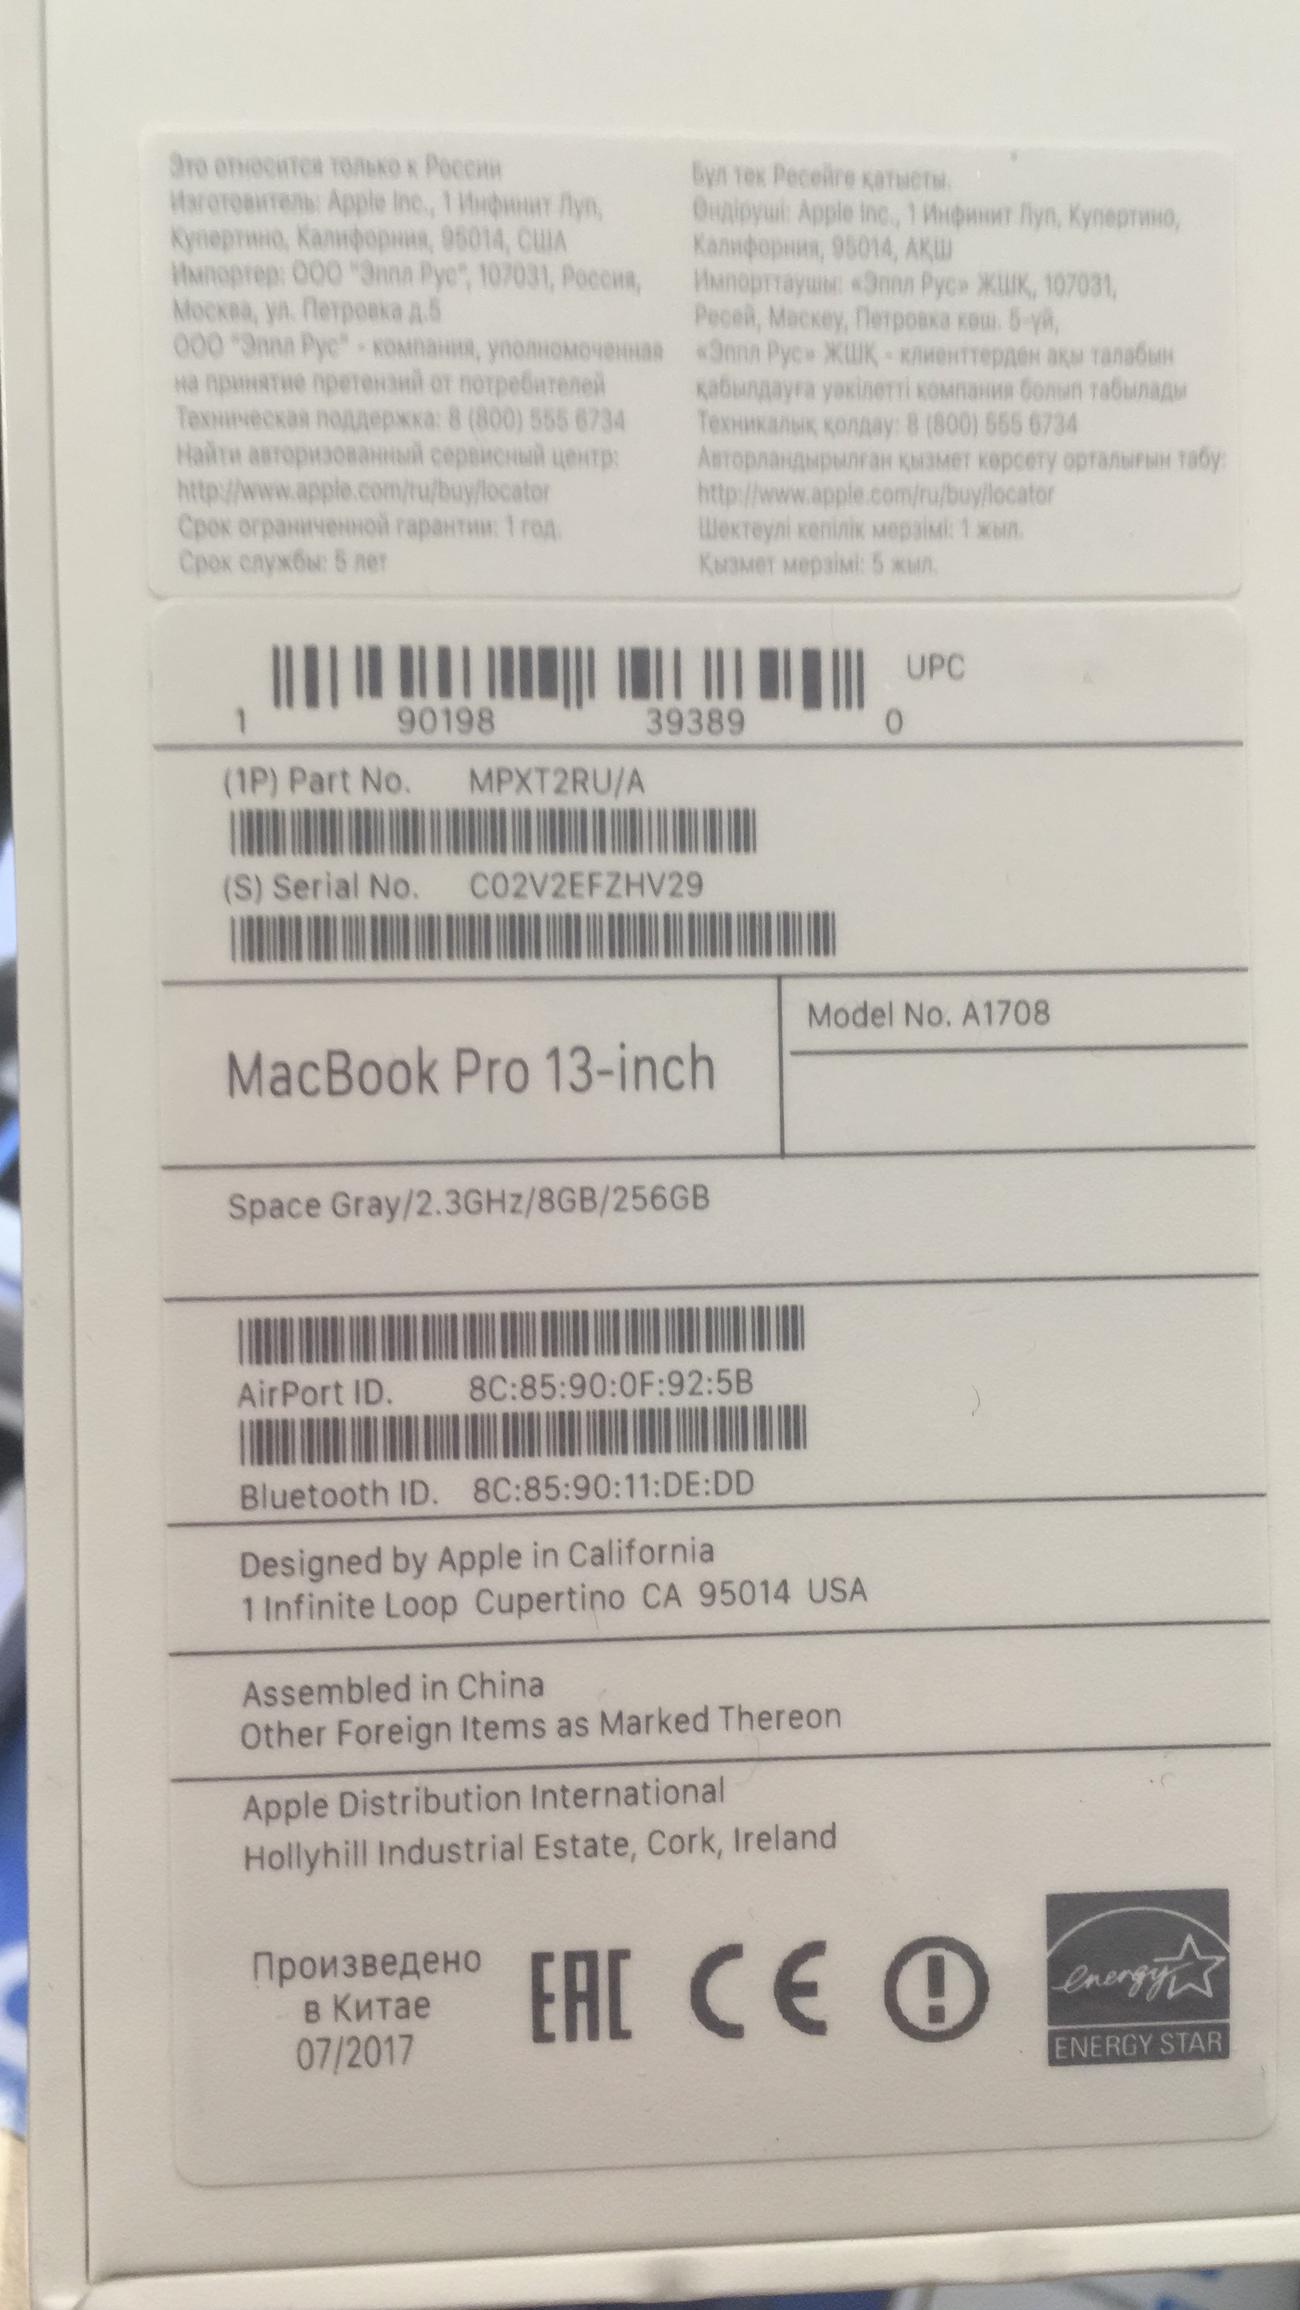 Это относится только к России
Изготовитель: Apple Inc., 1 Инфинит Луп,
Купертино, Калифорния, 95014, США
Импортер: ООО "Эппл Рус", 107031, Россия,
Москва, ул. Петровка д.5
ООО "Эппл Рус" - компания, уполномоченная
на принятие претензий от потребителей
Техническая поддержка: 8 (800) 555 6734
Найти авторизованный сервисный центр:
http://www.apple.com/ru/buy/locator
Срок ограниченной гарантии: 1 год.
Срок службы: 5 лет
Бұл тек Ресейге қатысты.
Өндіруші: Apple Inc., 1 Инфинит Луп, Купертино,
Калифорния, 95014, АҚШ
Импорттаушы: «Эппл Рус» ЖШК, 107031,
Ресей, Мәскеу, Петровка көш. 5-үй,
«Эппл Рус» ЖШҚ - клиенттерден ақы талабын
қабылдауға уәкілетті компания болып табылады
Техникалық қолдау: 8 (800) 555 6734
Авторландырылған қызмет көрсету орталығын табу:
http://www.apple.com/ru/buy/locator
Шектеулі кепілік мерзімі: 1 жыл.
Қызмет мерзімі: 5 жыл.
UPC
1 90198 39389 0
(1P) Part No. MPXT2RU/A
(S) Serial No. C02V2EFZHV29
MacBook Pro 13-inch
Model No. A1708
Space Gray/2.3GHz/8GB/256GB
AirPort ID. 8C:85:90:0F:92:5B
Bluetooth ID. 8C:85:90:11:DE:DD
Designed by Apple in California
1 Infinite Loop Cupertino CA 95014 USA
Assembled in China
Other Foreign Items as Marked Thereon
Apple Distribution International
Hollyhill Industrial Estate, Cork, Ireland
Произведено
в Китае
07/2017
EAC CE
energy
ENERGY STAR